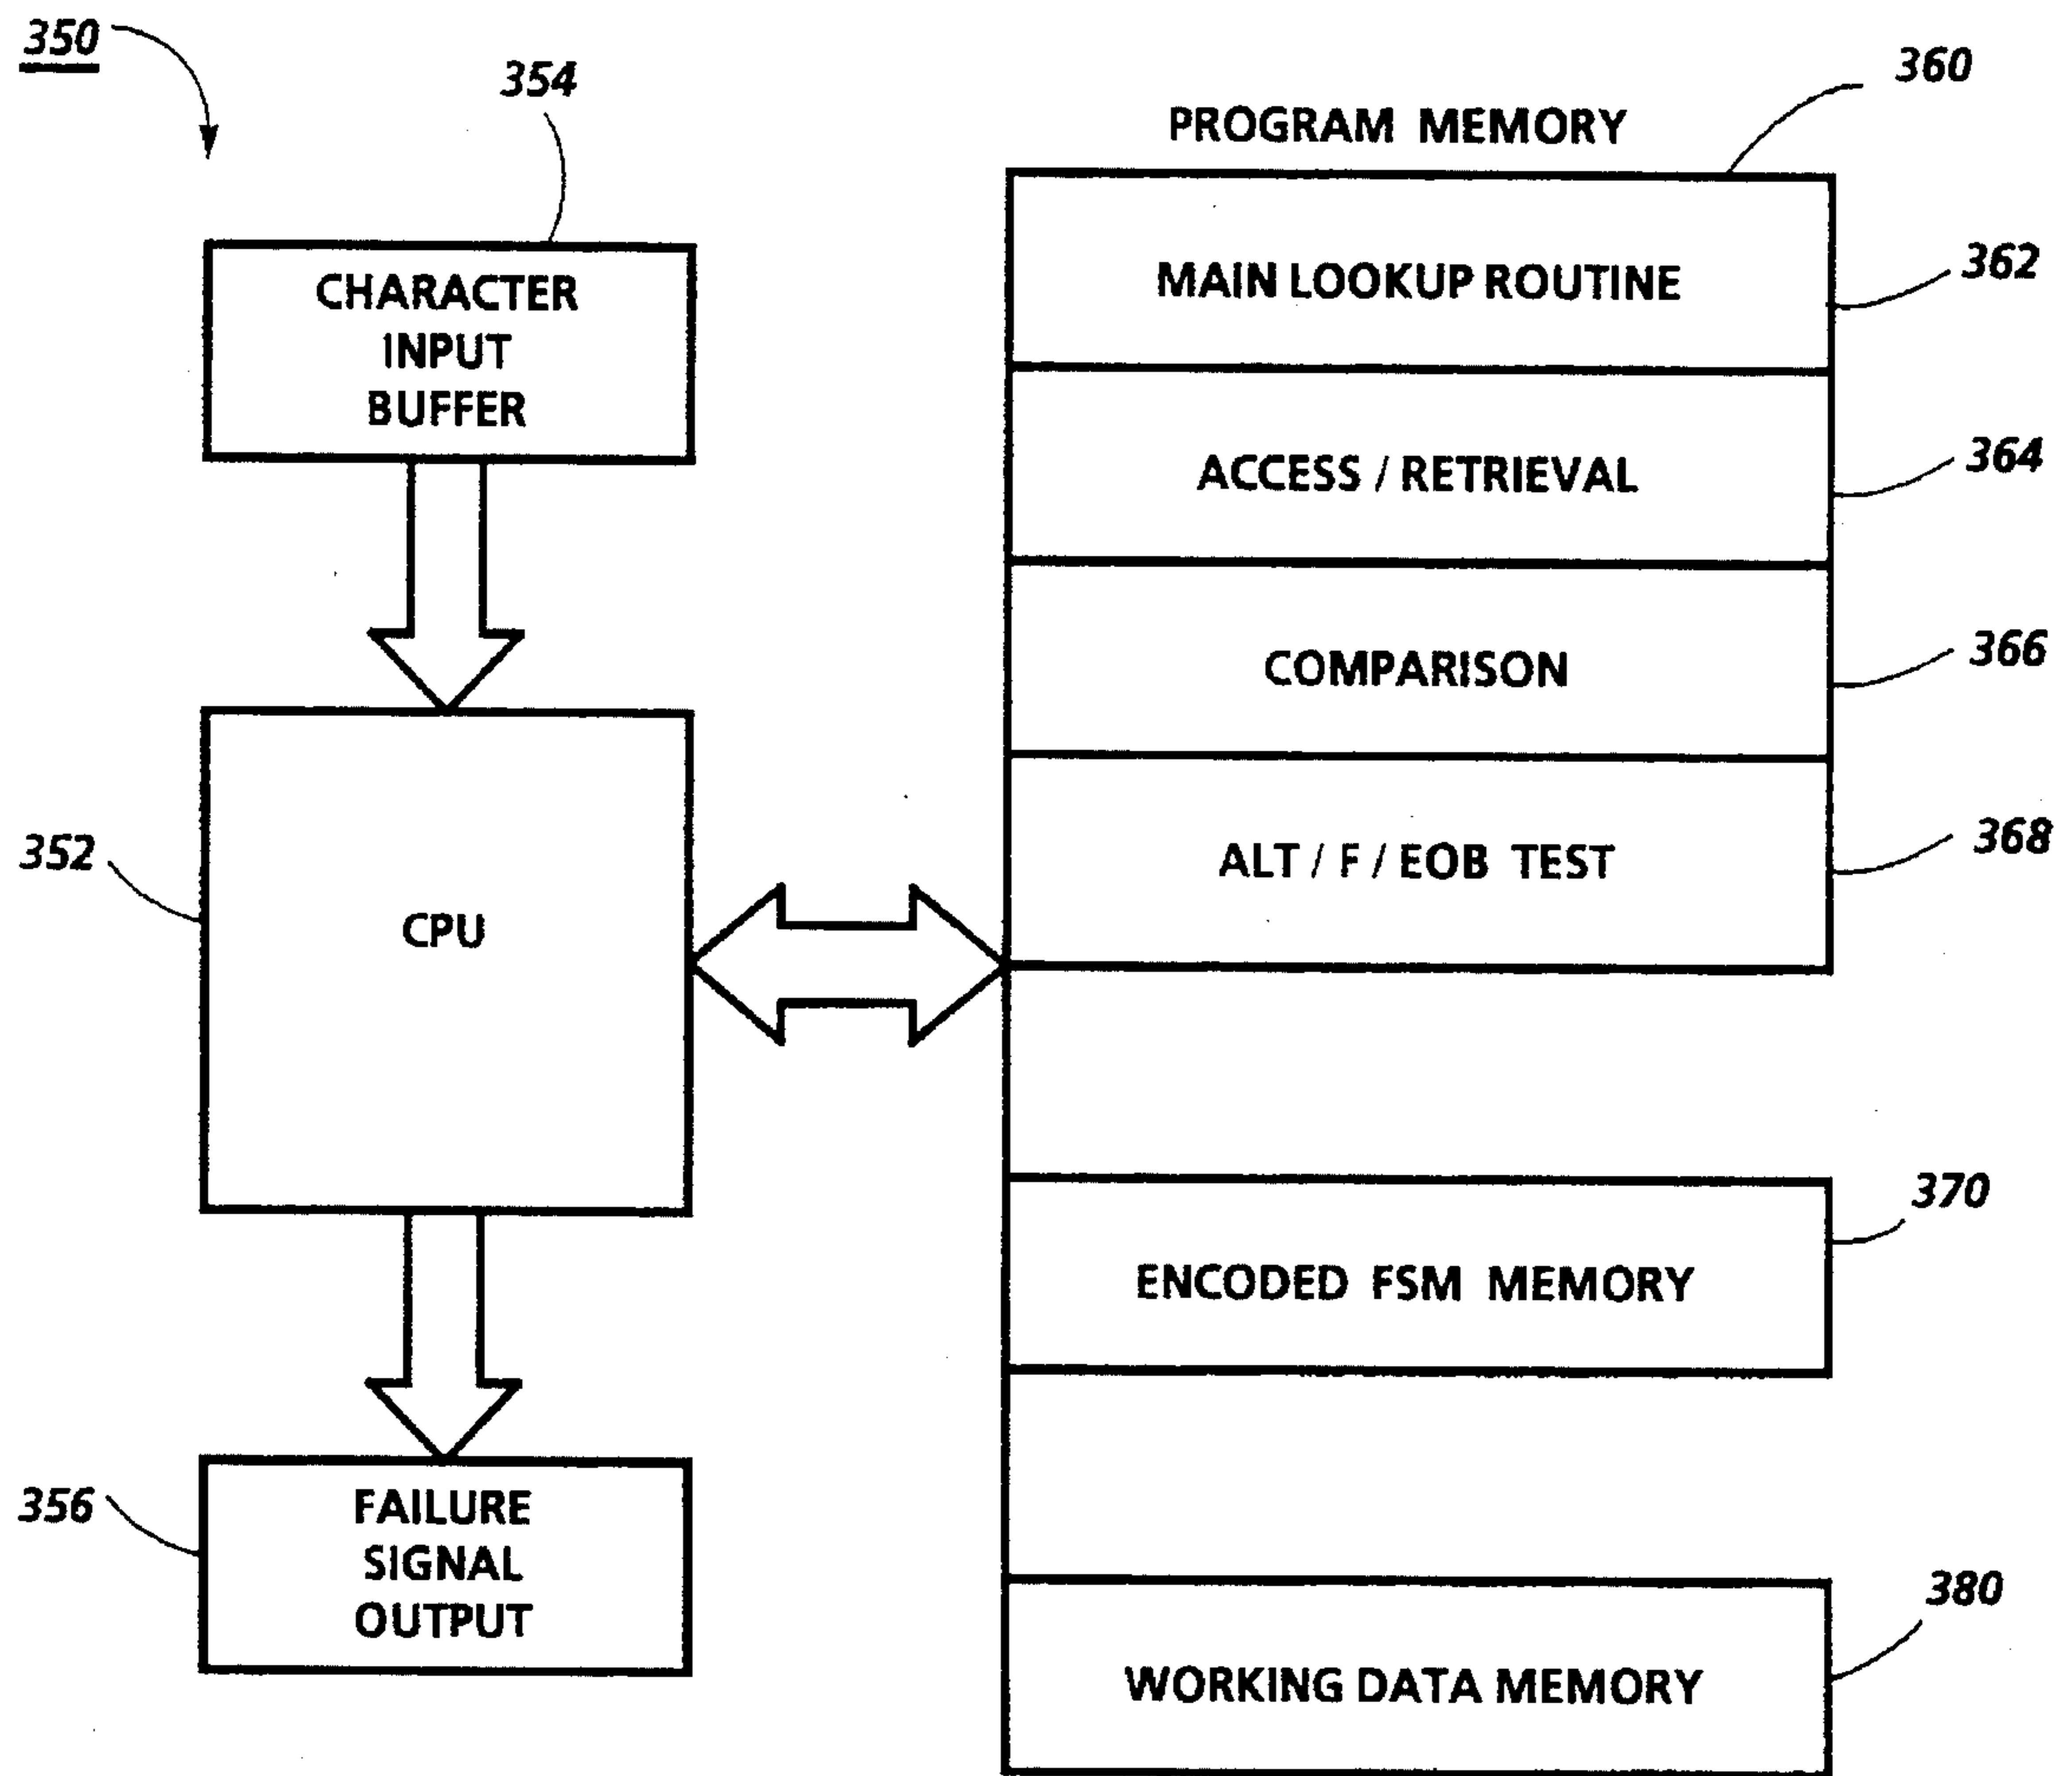 350
354
360
PROGRAM MEMORY
CHARACTER
INPUT
BUFFER
MAIN LOOKUP ROUTINE
362
ACCESS / RETRIEVAL
364
COMPARISON
366
352
CPU
ALT / F / EOB TEST
368
370
ENCODED FSM MEMORY
356
FAILURE
SIGNAL
OUTPUT
380
WORKING DATA MEMORY